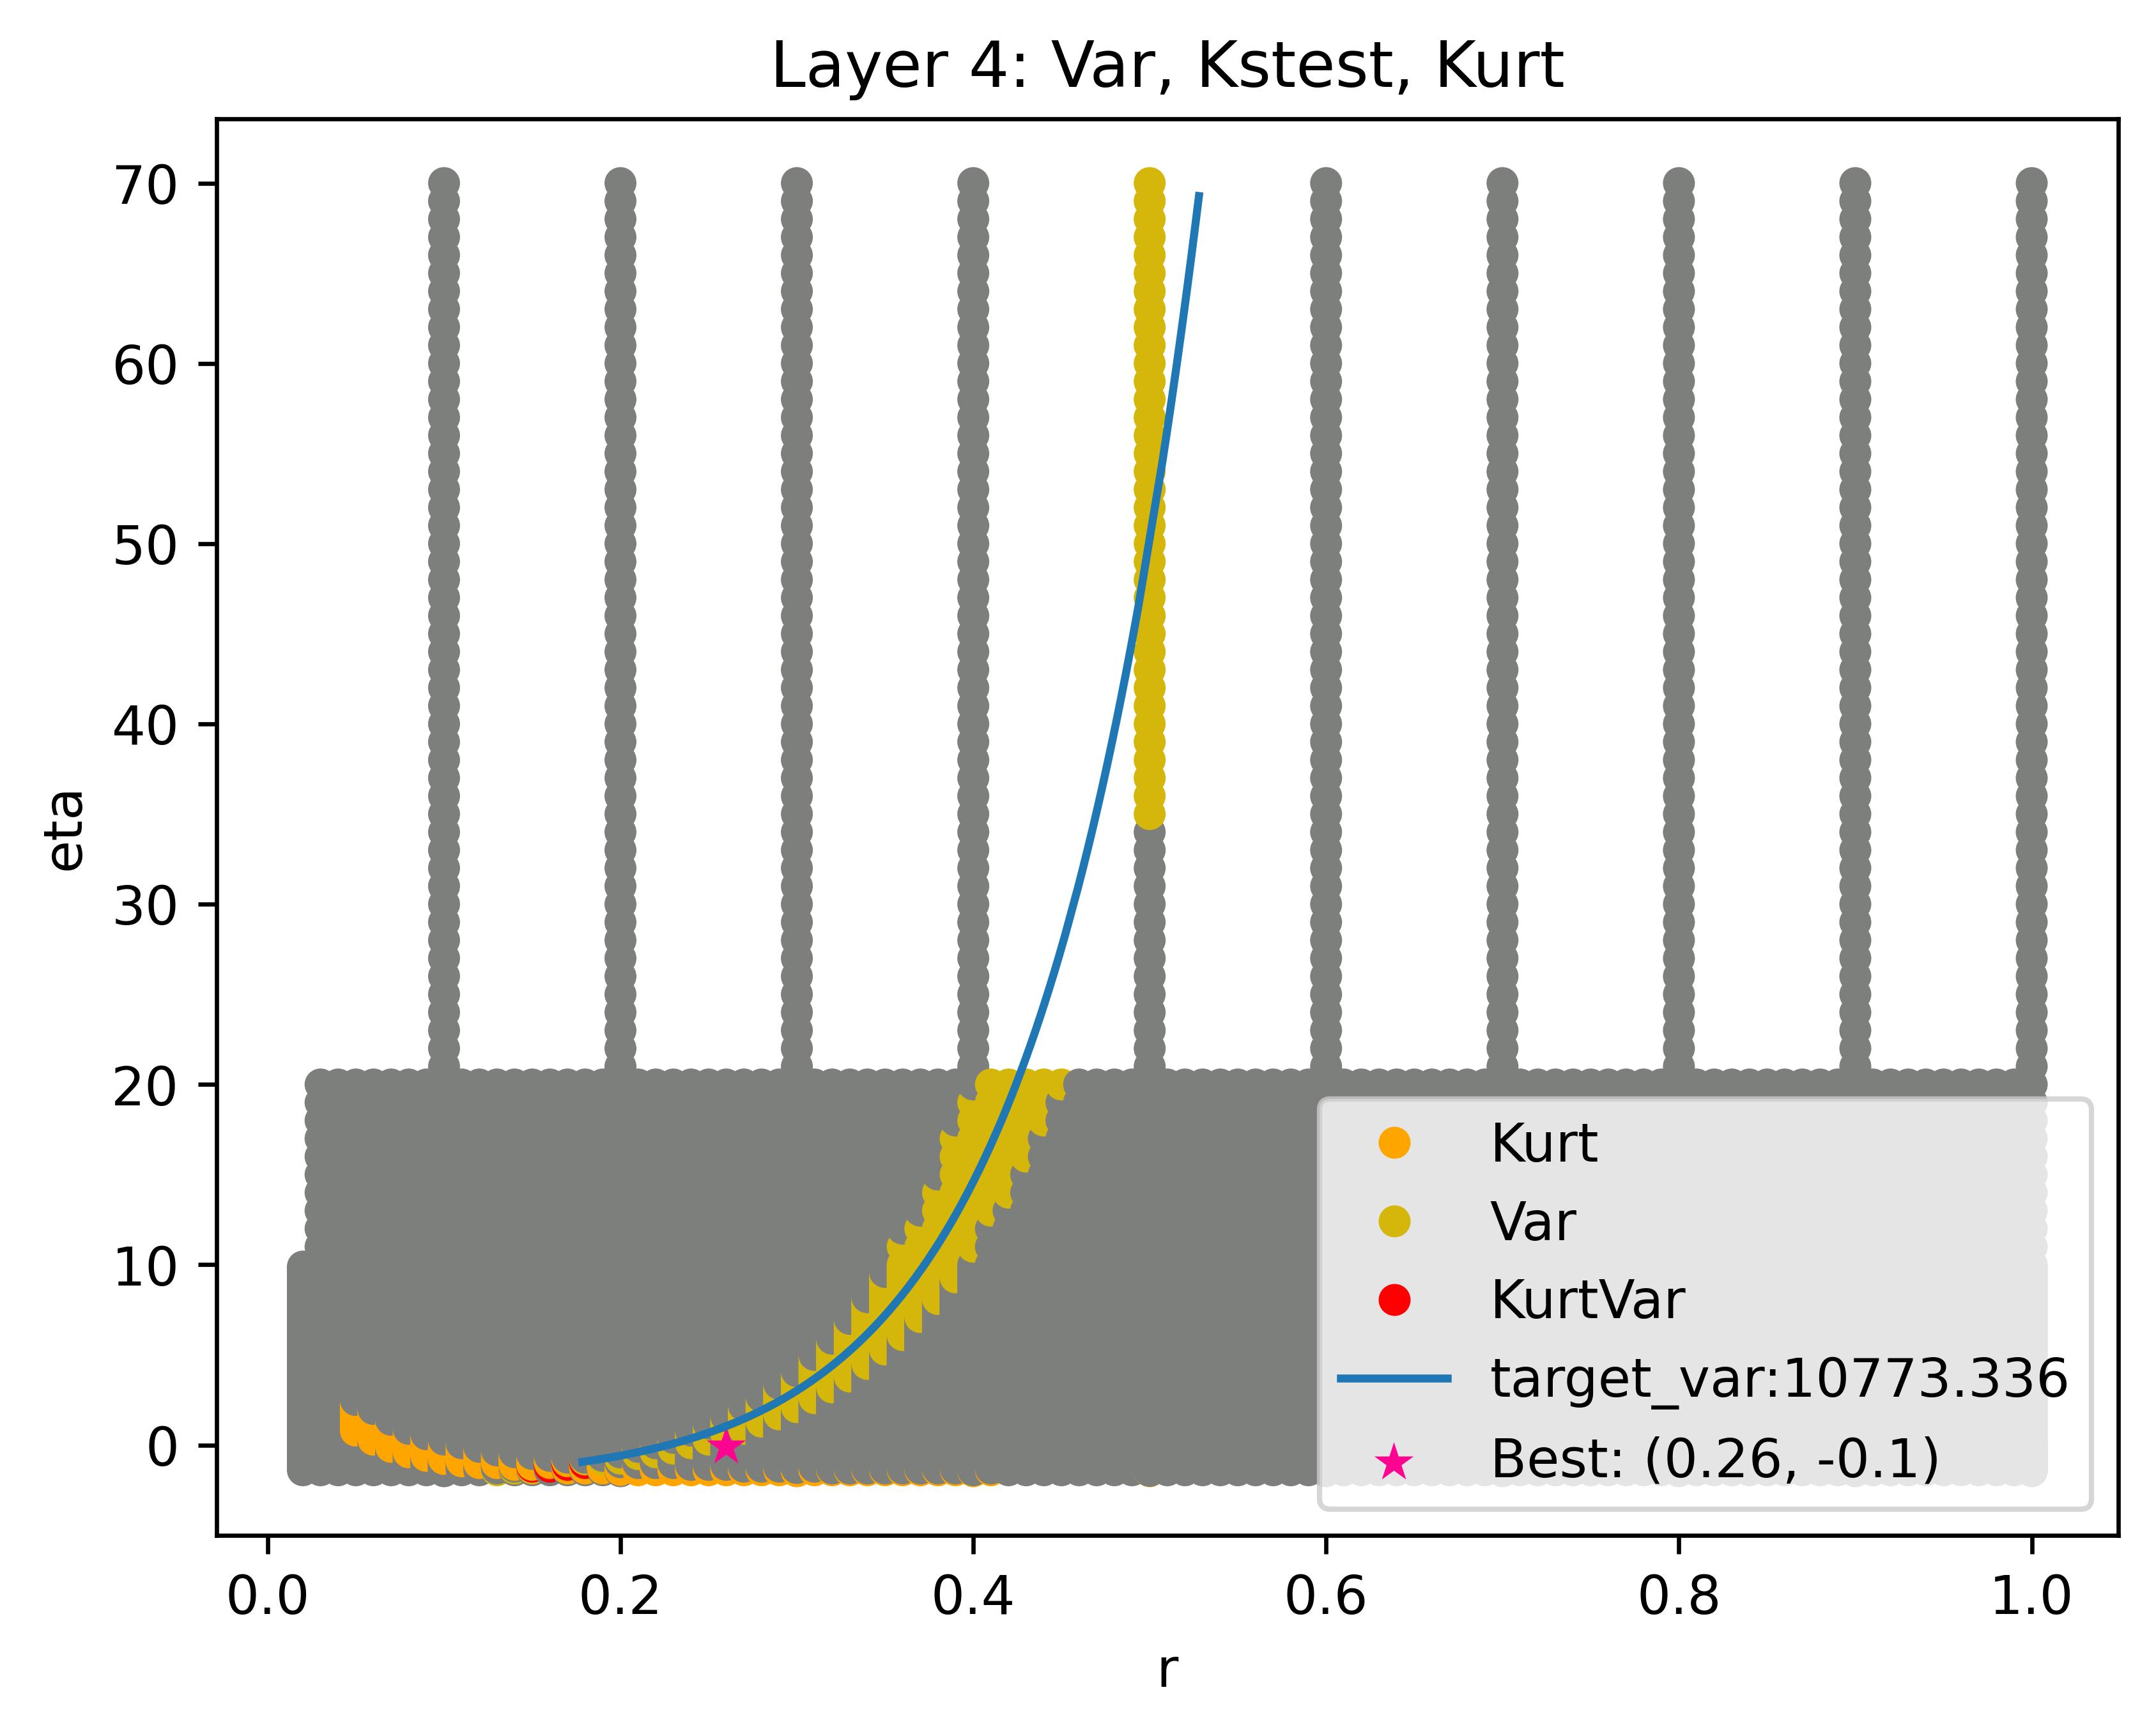 Layer 4: Var, Kstest, Kurt
70
60
50
40
30
20
10
0
eta
Kurt
Var
KurtVar
target_var:10773.336
Best: (0.26, -0.1)
0.0 0.2 0.4 0.6 0.8 1.0
r